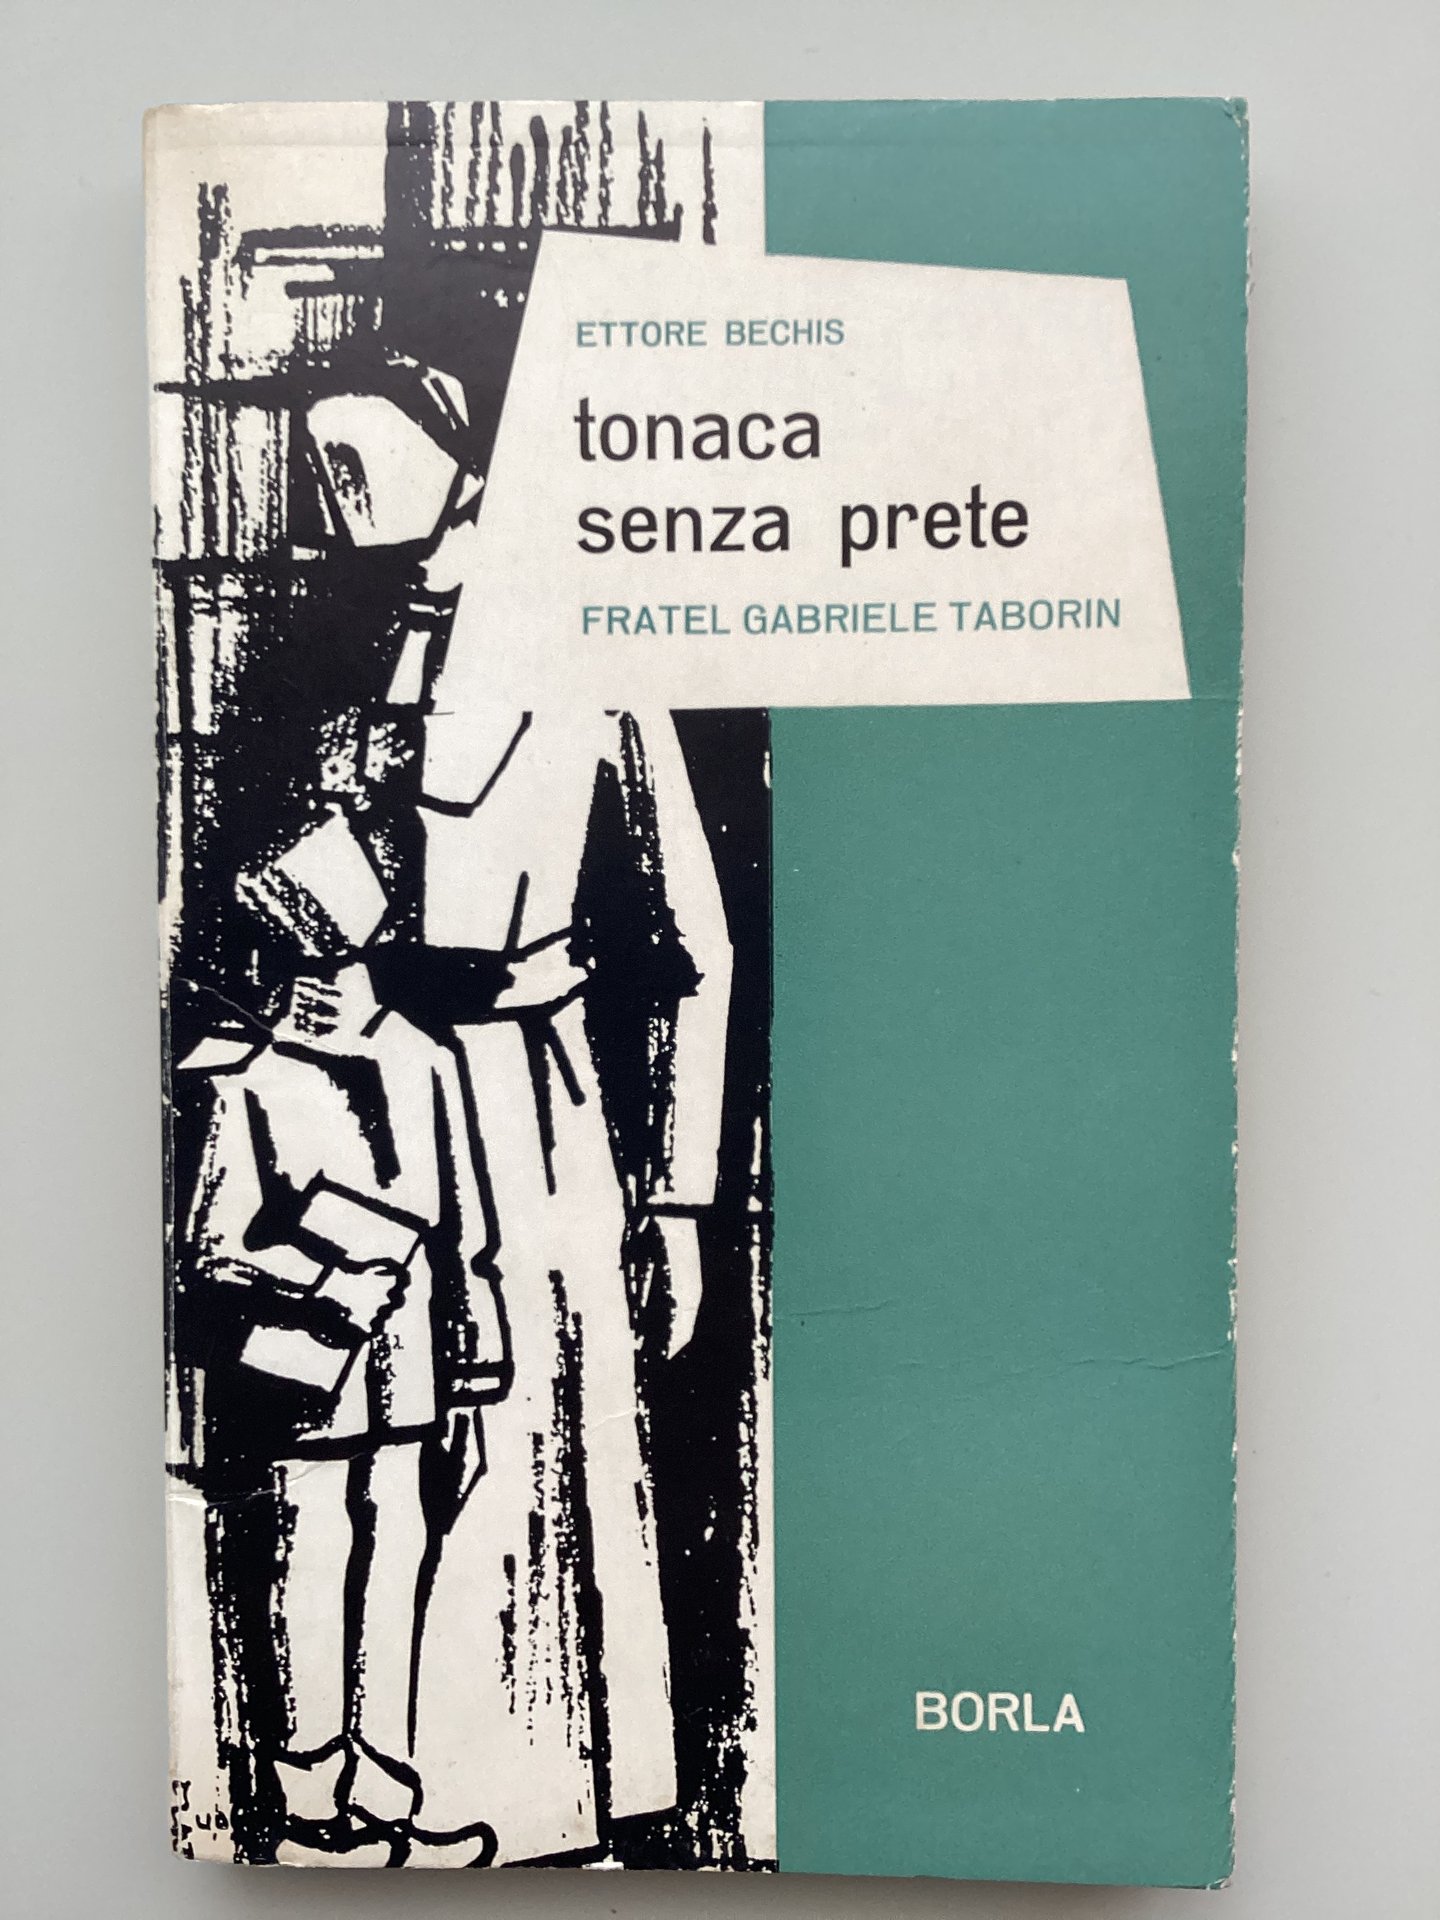 ETTORE BECHIS
tonaca
senza prete
FRATEL GABRIELE TABORIN
BORLA